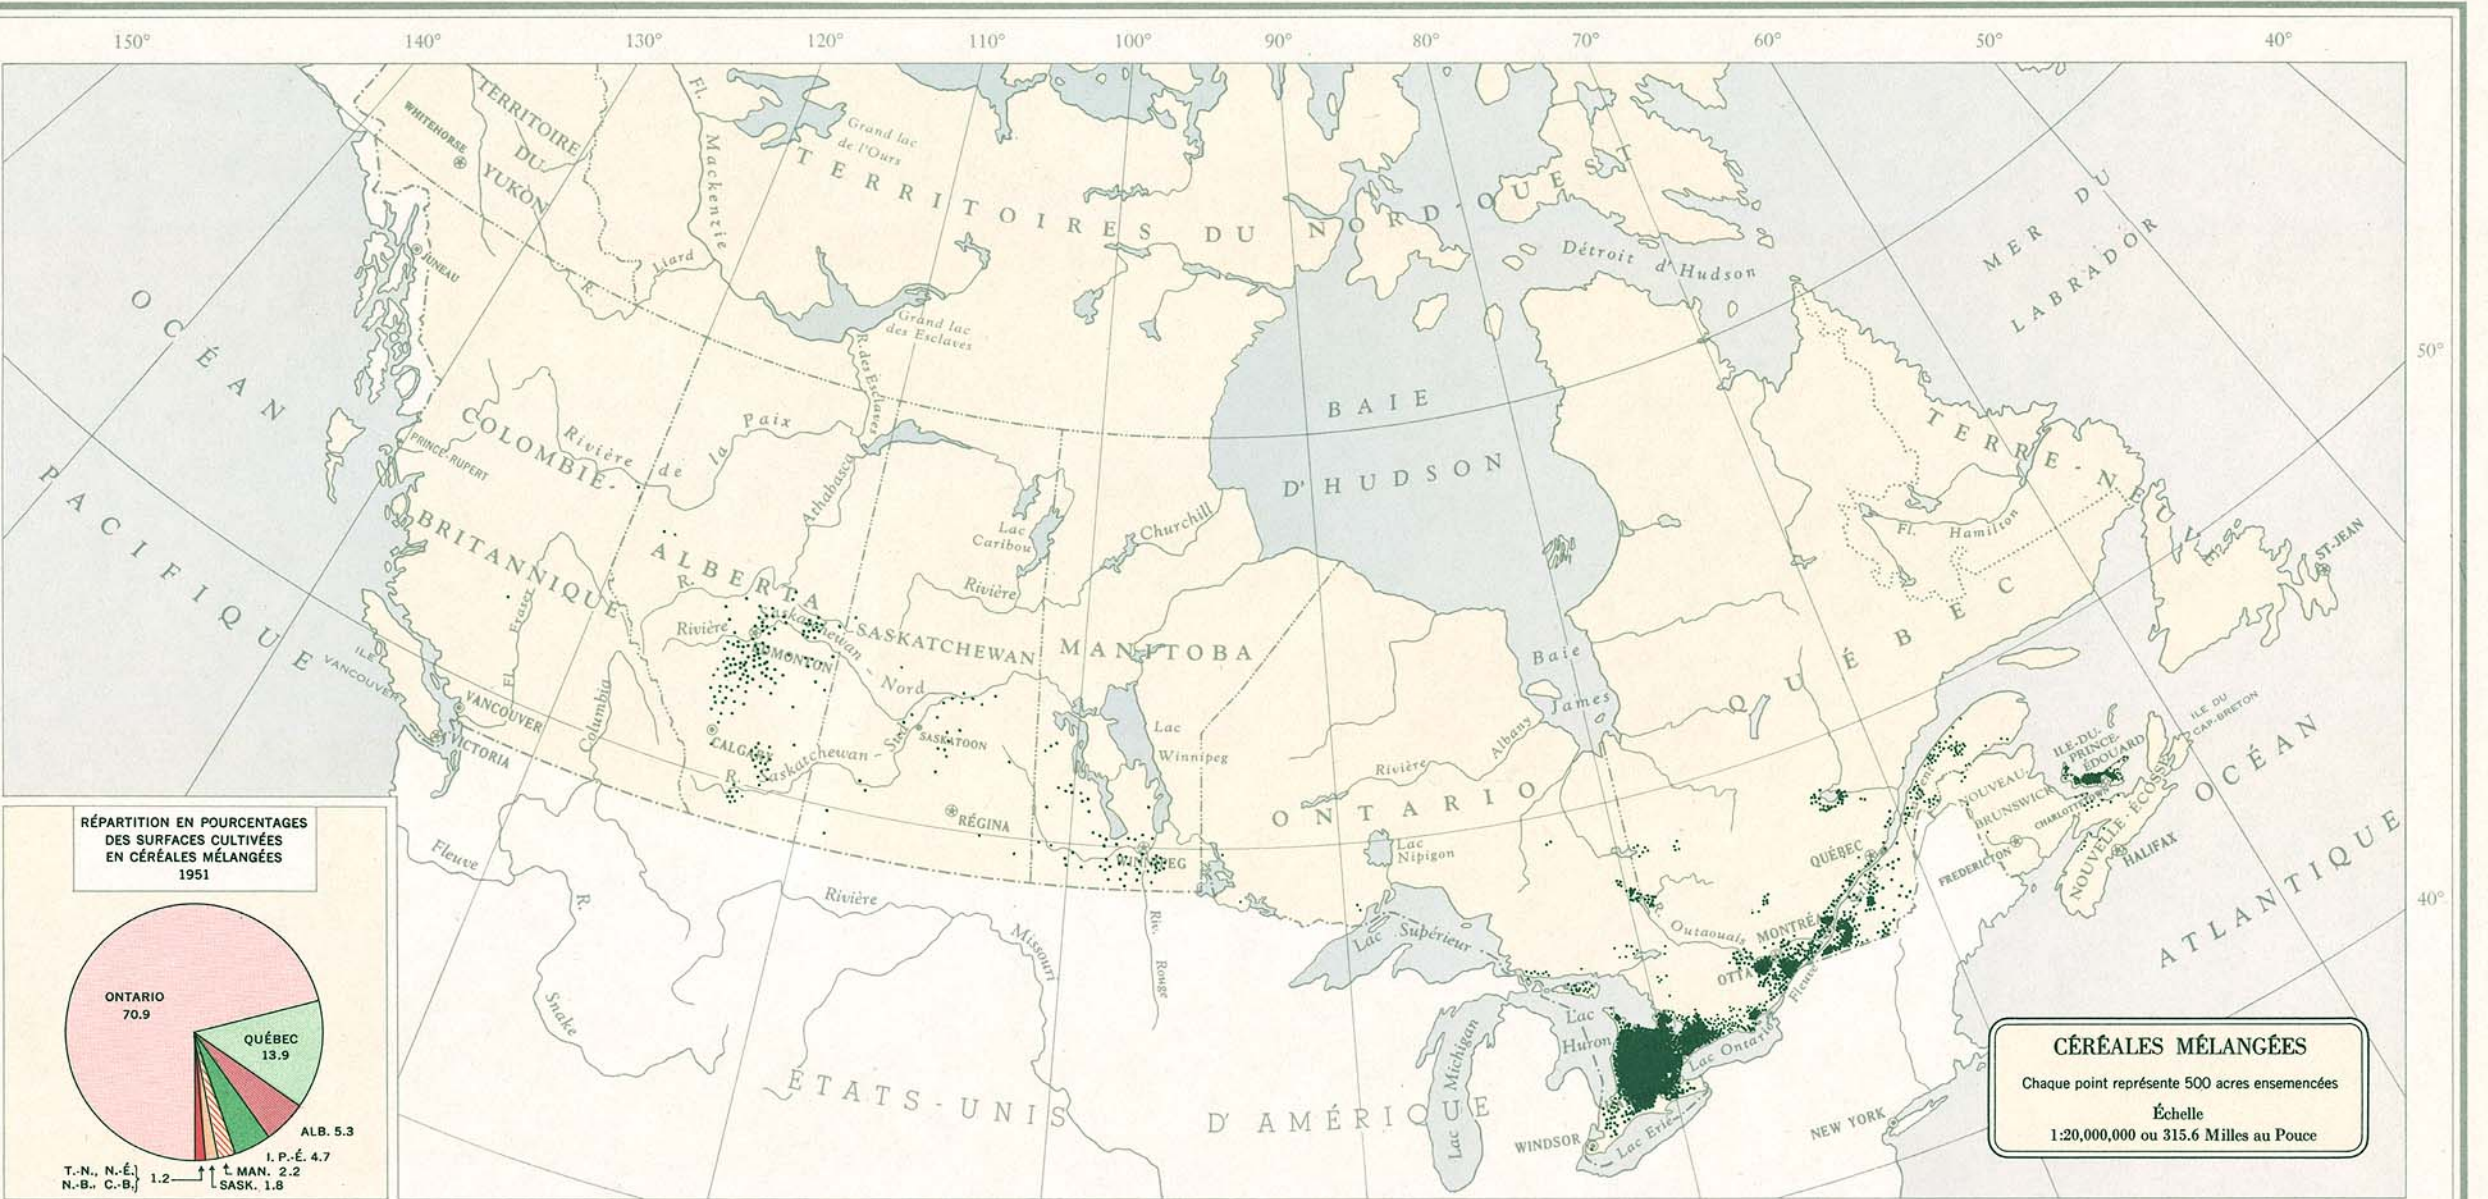 150° 140° 130° 120° 110° 100° 90° 80° 70° 60° 50° 40°
50°
40°
TERRITOIRE
DU
YUKON
WHITEHORSE
JUNEAU
Fl. Mackenzie
Grand lac
de l'Ours
TERRITOIRES DU NORD-OUEST
R. Liard
Grand lac
des Esclaves
R. des Esclaves
Détroit d'Hudson
MER DU
LABRADOR
OCÉAN
PACIFIQUE
PRINCE-RUPERT
COLOMBIE-
BRITANNIQUE
Rivière de la Paix
Athabasca
ALBERTA
Lac
Caribou
Rivière Churchill
BAIE
D'HUDSON
TERRE-NEUVE
Fl. Hamilton
ST-JEAN
Fl. Fraser
Columbia
ILE
VANCOUVER
VANCOUVER
VICTORIA
Rivière
R. Saskatchewan - Nord
EDMONTON
CALGARY
R. Saskatchewan - Sud
SASKATCHEWAN
SASKATOON
RÉGINA
MANITOBA
Lac
Winnipeg
WINNIPEG
Riv. Rouge
ONTARIO
Rivière Albany
Lac
Nipigon
Baie
James
QUÉBEC
QUÉBEC
MONTRÉAL
R. Outaouais
OTTAWA
Fleuve St-Laurent
NOUVEAU-
BRUNSWICK
FREDERICTON
ILE-DU-
PRINCE-
ÉDOUARD
CHARLOTTETOWN
NOUVELLE-ÉCOSSE
HALIFAX
ILE DU
CAP-BRETON
OCÉAN
ATLANTIQUE
Lac Supérieur
Lac Michigan
Lac
Huron
Lac Ontario
Lac Erié
WINDSOR
NEW YORK
Fleuve
R. Snake
Rivière Missouri
ÉTATS-UNIS D'AMÉRIQUE
RÉPARTITION EN POURCENTAGES
DES SURFACES CULTIVÉES
EN CÉRÉALES MÉLANGÉES
1951
ONTARIO
70.9
QUÉBEC
13.9
ALB. 5.3
I. P.-É. 4.7
MAN. 2.2
SASK. 1.8
T.-N., N.-É.
N.-B., C.-B.
1.2
CÉRÉALES MÉLANGÉES
Chaque point représente 500 acres ensemencées
Échelle
1:20,000,000 ou 315.6 Milles au Pouce